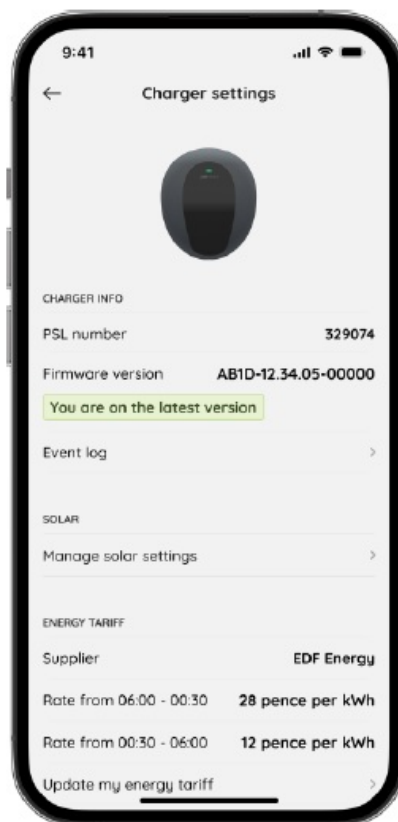 9:41
Charger settings
CHARGER INFO
PSL number 329074
Firmware version AB1D-12.34.05-00000
You are on the latest version
Event log
SOLAR
Manage solar settings
ENERGY TARIFF
Supplier EDF Energy
Rate from 06:00 - 00:30 28 pence per kWh
Rate from 00:30 - 06:00 12 pence per kWh
Update my energy tariff